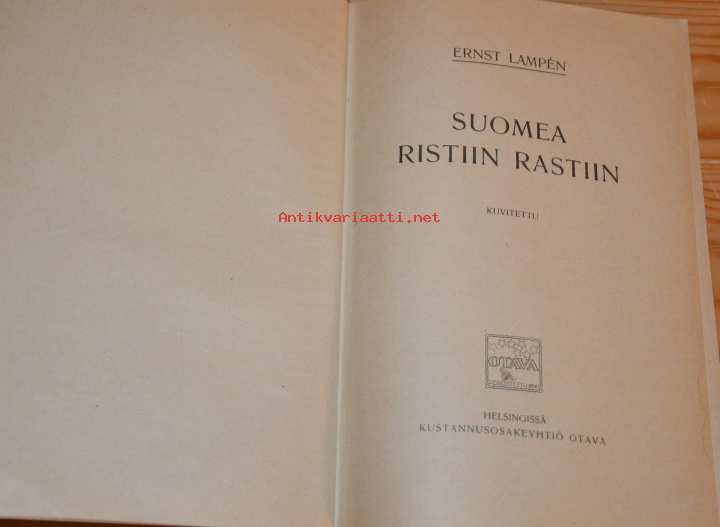 ERNST LAMPÉN
SUOMEA
RISTIIN RASTIIN
KUVITETTU
Antikvariaatti.net
OTAVA
HELSINGISSÄ
KUSTANNUSOSAKEYHTIÖ OTAVA